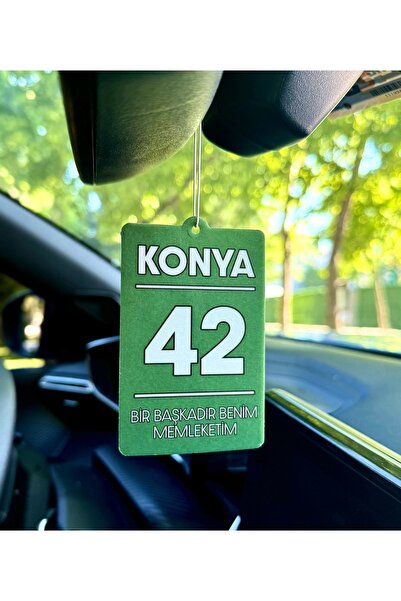 KONYA
42
BİR BAŞKADIR BENİM
MEMLEKETİM